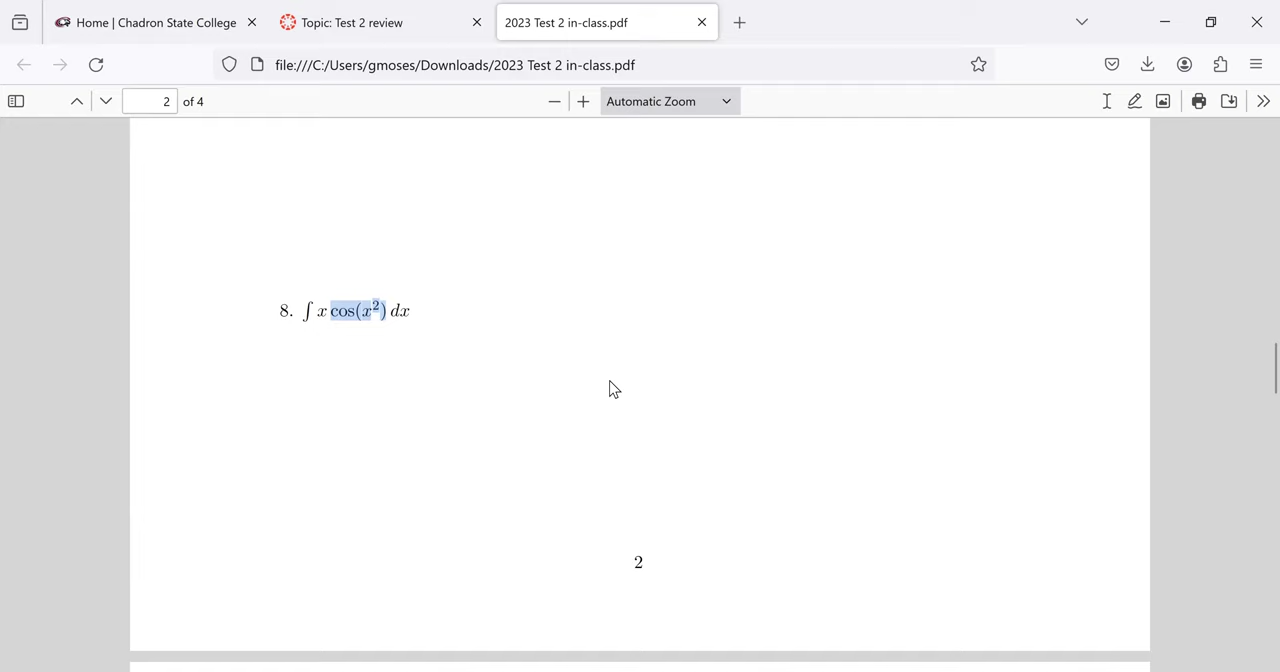 Home | Chadron State College
Topic: Test 2 review
2023 Test 2 in-class.pdf
file:///C:/Users/gmoses/Downloads/2023 Test 2 in-class.pdf
2 of 4
Automatic Zoom
8. ∫ x cos(x²) dx
2